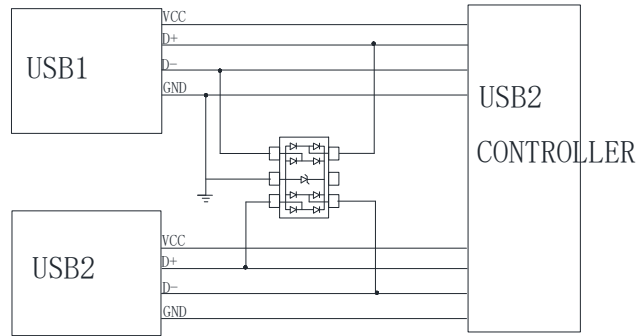 VCC
D+
USB1
D-
GND
USB2
CONTROLLER
VCC
D+
USB2
D-
GND